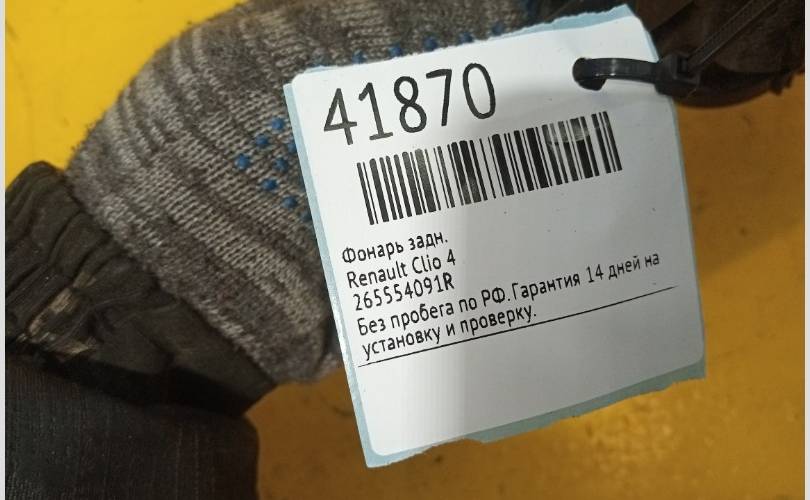 41870
Фонарь задн.
Renault Clio 4
265554091R
Без пробега по РФ.Гарантия 14 дней на
установку и проверку.